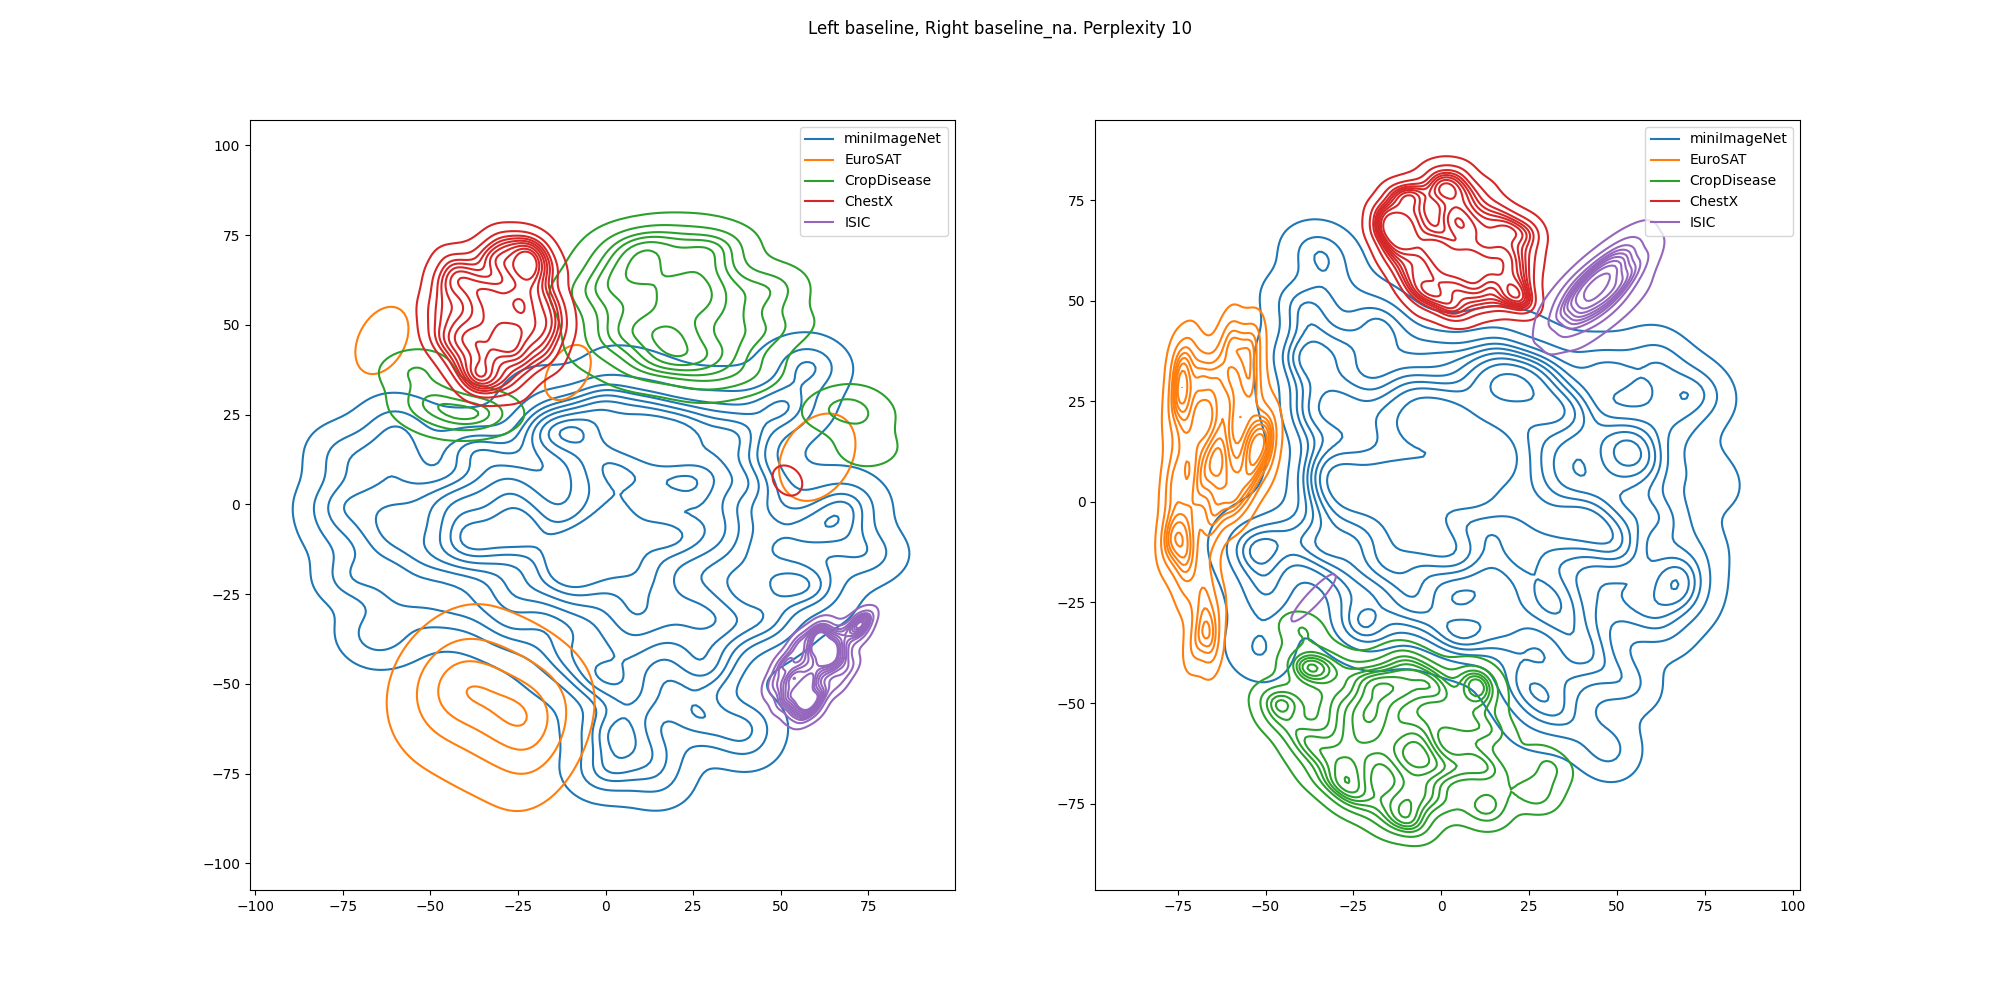 Left baseline, Right baseline_na. Perplexity 10
miniImageNet
EuroSAT
CropDisease
ChestX
ISIC
100
75
50
25
0
−25
−50
−75
−100
−100
−75
−50
−25
0
25
50
75
miniImageNet
EuroSAT
CropDisease
ChestX
ISIC
75
50
25
0
−25
−50
−75
−75
−50
−25
0
25
50
75
100